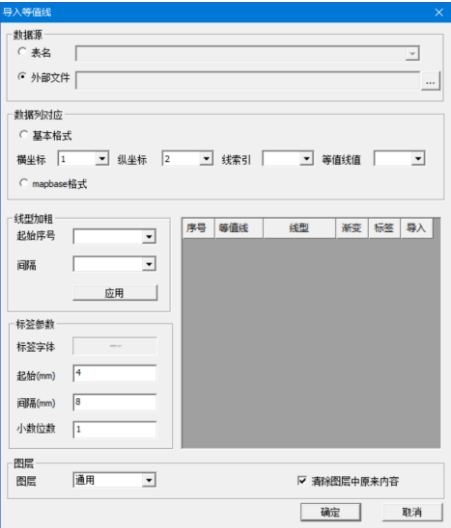 导入等值线
数据源
表名
外部文件 ...
数据列对应
基本格式
横坐标 1 纵坐标 2 线索引 等值线值
mapbase格式
线型加粗
起始序号
间隔
应用
序号 等值线 线型 渐变 标签 导入
标签参数
标签字体 ----
起始(mm) 4
间隔(mm) 8
小数位数 1
图层
图层 通用 清除图层中原来内容
确定 取消